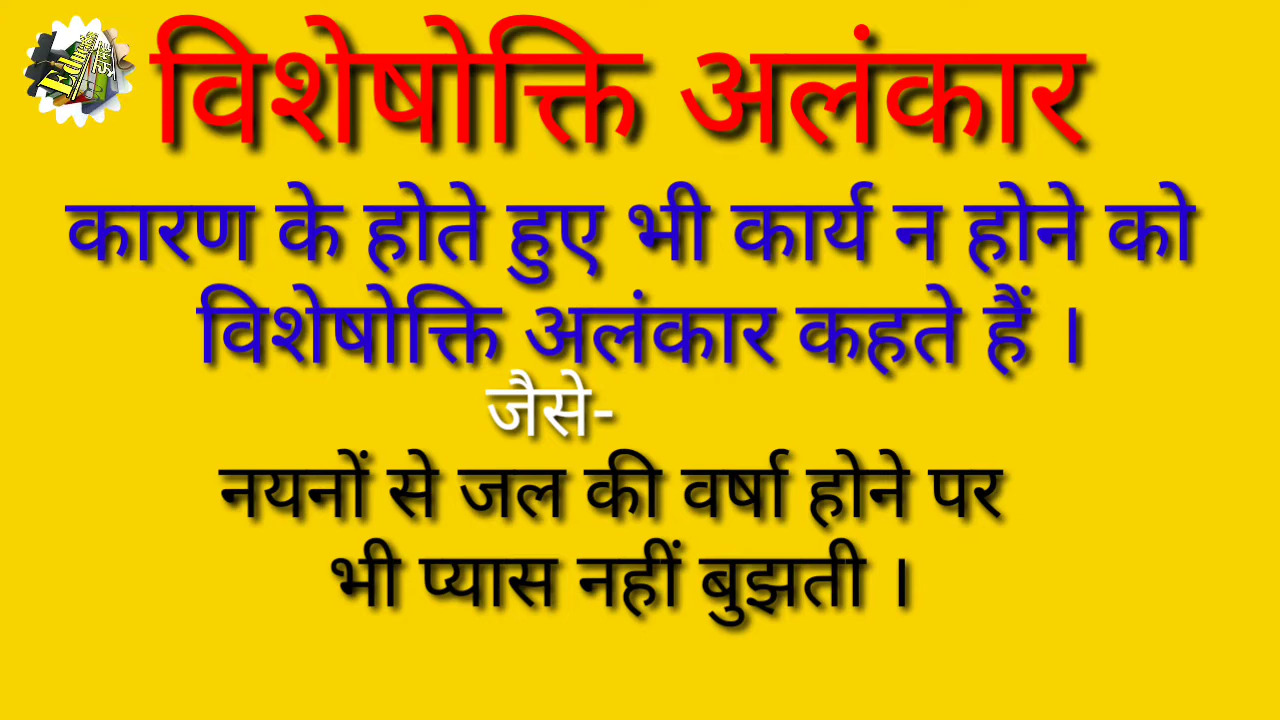 विशेषोक्ति अलंकार
कारण के होते हुए भी कार्य न होने को
विशेषोक्ति अलंकार कहते हैं ।
जैसे-
नयनों से जल की वर्षा होने पर
भी प्यास नहीं बुझती ।